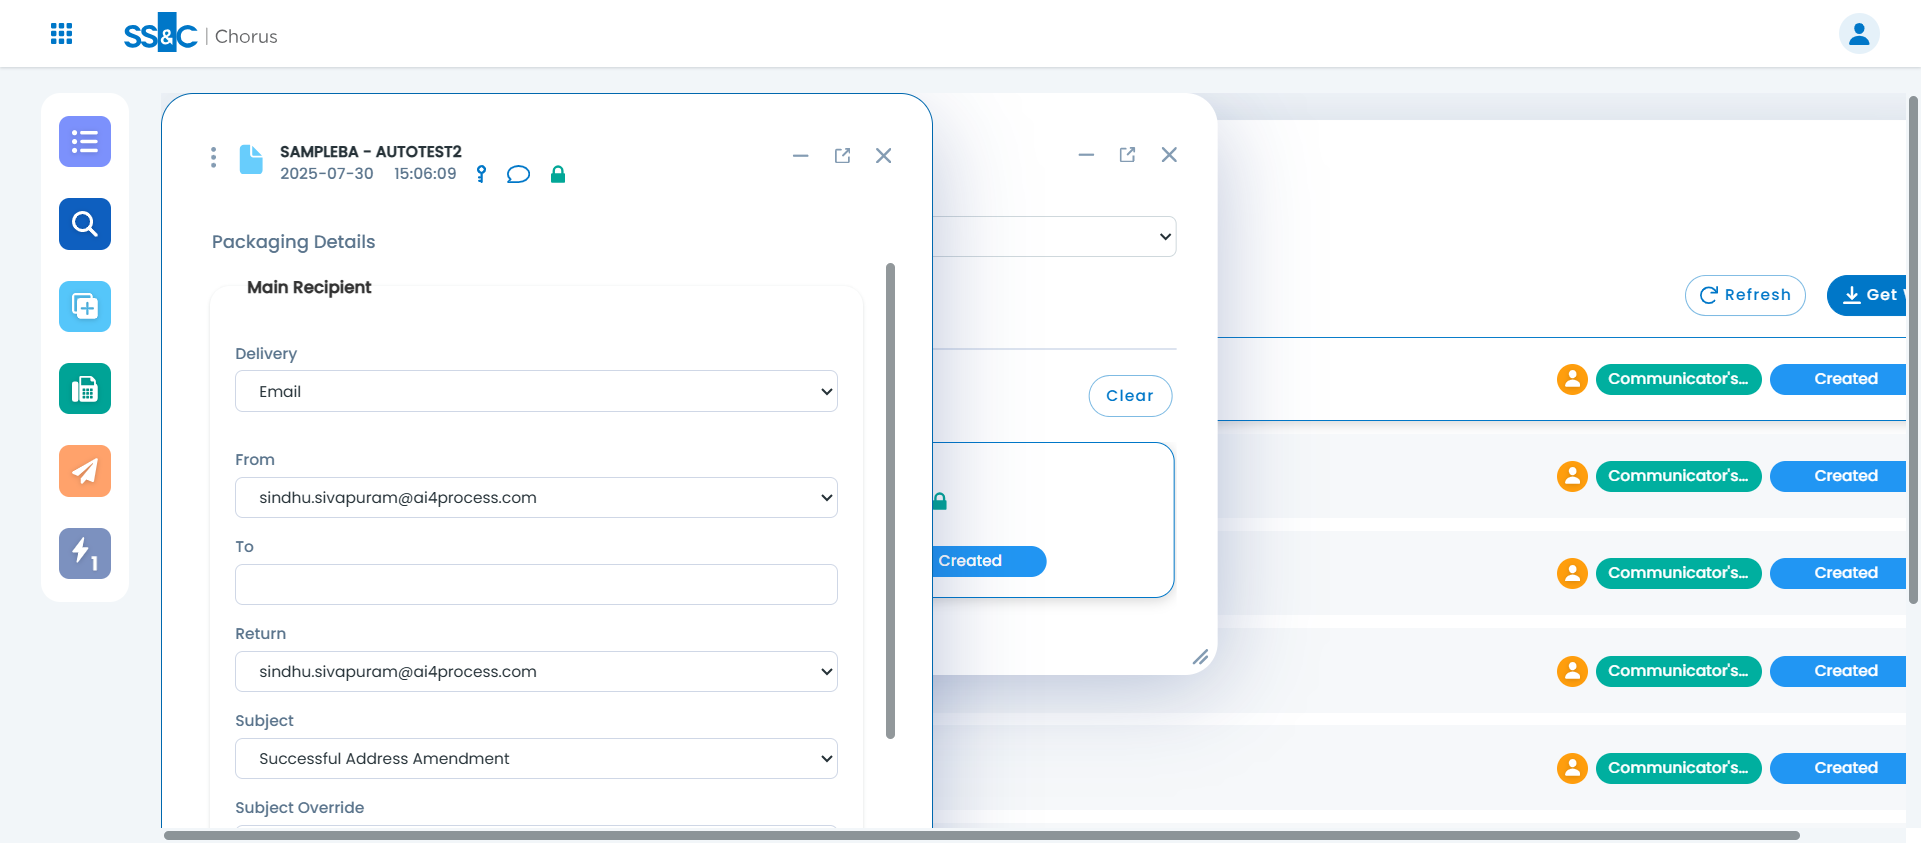 SS&C | Chorus
SAMPLEBA - AUTOTEST2
2025-07-30 15:06:09
Packaging Details
Main Recipient
Delivery
Email
From
sindhu.sivapuram@ai4process.com
To
Return
sindhu.sivapuram@ai4process.com
Subject
Successful Address Amendment
Subject Override
1
Clear
Created
Refresh
Get
Communicator's... Created
Communicator's... Created
Communicator's... Created
Communicator's... Created
Communicator's... Created